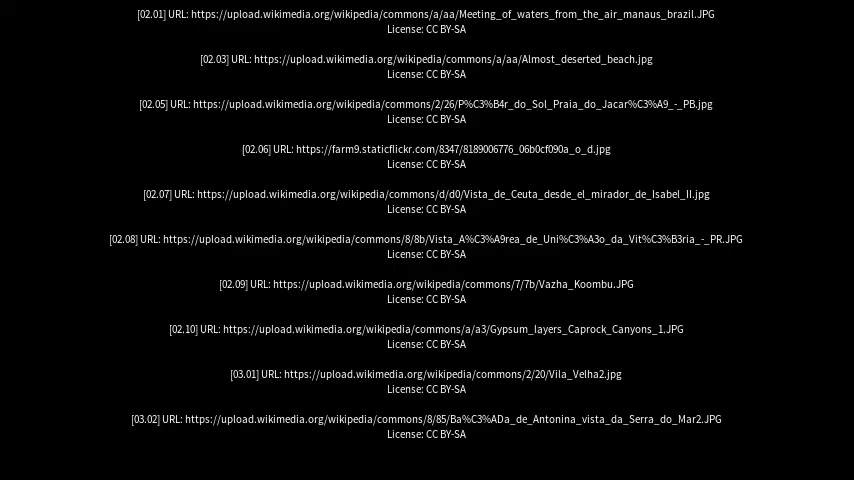 [02.01] URL: https://upload.wikimedia.org/wikipedia/commons/a/aa/Meeting_of_waters_from_the_air_manaus_brazil.JPG
License: CC BY-SA
[02.03] URL: https://upload.wikimedia.org/wikipedia/commons/a/aa/Almost_deserted_beach.jpg
License: CC BY-SA
[02.05] URL: https://upload.wikimedia.org/wikipedia/commons/2/26/P%C3%B4r_do_Sol_Praia_do_Jacar%C3%A9_-_PB.jpg
License: CC BY-SA
[02.06] URL: https://farm9.staticflickr.com/8347/8189006776_06b0cf090a_o_d.jpg
License: CC BY-SA
[02.07] URL: https://upload.wikimedia.org/wikipedia/commons/d/d0/Vista_de_Ceuta_desde_el_mirador_de_Isabel_II.jpg
License: CC BY-SA
[02.08] URL: https://upload.wikimedia.org/wikipedia/commons/8/8b/Vista_A%C3%A9rea_de_Uni%C3%A3o_da_Vit%C3%B3ria_-_PR.JPG
License: CC BY-SA
[02.09] URL: https://upload.wikimedia.org/wikipedia/commons/7/7b/Vazha_Koombu.JPG
License: CC BY-SA
[02.10] URL: https://upload.wikimedia.org/wikipedia/commons/a/a3/Gypsum_layers_Caprock_Canyons_1.JPG
License: CC BY-SA
[03.01] URL: https://upload.wikimedia.org/wikipedia/commons/2/20/Vila_Velha2.jpg
License: CC BY-SA
[03.02] URL: https://upload.wikimedia.org/wikipedia/commons/8/85/Ba%C3%ADa_de_Antonina_vista_da_Serra_do_Mar2.JPG
License: CC BY-SA